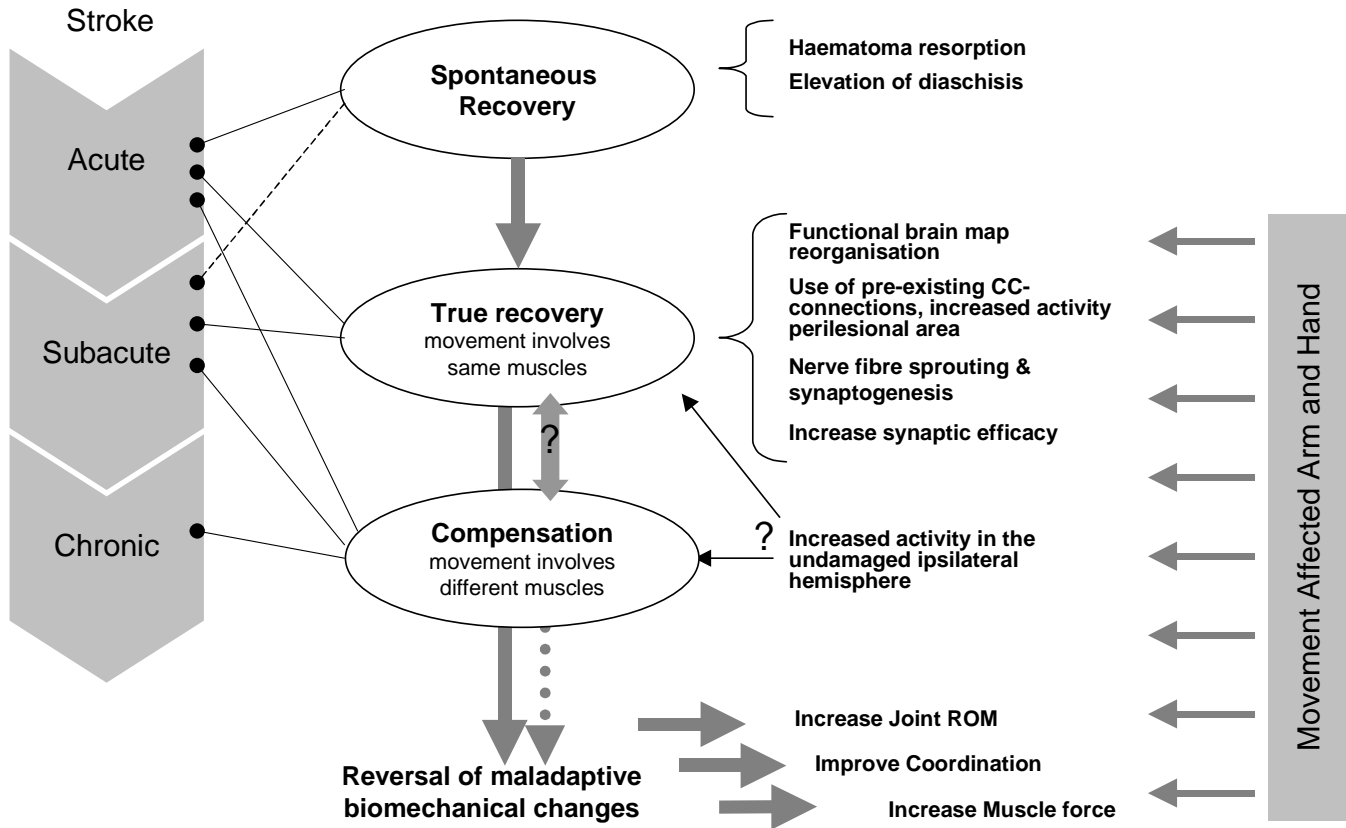 Stroke
Acute
Subacute
Chronic
Spontaneous
Recovery
Haematoma resorption
Elevation of diaschisis
True recovery
movement involves
same muscles
Functional brain map
reorganisation
Use of pre-existing CC-
connections, increased activity
perilesional area
Nerve fibre sprouting &
synaptogenesis
Increase synaptic efficacy
?
Compensation
movement involves
different muscles
?
Increased activity in the
undamaged ipsilateral
hemisphere
Reversal of maladaptive
biomechanical changes
Increase Joint ROM
Improve Coordination
Increase Muscle force
Movement Affected Arm and Hand